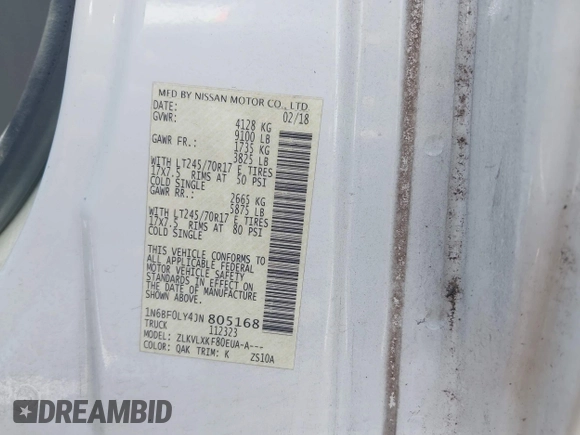 MFD BY NISSAN MOTOR CO., LTD.
DATE: 02/18
GVWR: 4128 KG
9100 LB
GAWR FR.: 1735 KG
3825 LB
WITH LT245/70R17 E TIRES
17X7.5 RIMS AT 50 PSI
COLD SINGLE
GAWR RR.: 2665 KG
5875 LB
WITH LT245/70R17 E TIRES
17X7.5 RIMS AT 80 PSI
COLD SINGLE
THIS VEHICLE CONFORMS TO
ALL APPLICABLE FEDERAL
MOTOR VEHICLE SAFETY
STANDARDS IN EFFECT ON
THE DATE OF MANUFACTURE
SHOWN ABOVE.
1N6BF0LY4JN 805168
TRUCK 112323
MODEL: ZLKVLXKF80EUA-A---
COLOR: QAK TRIM: K ZS10A
DREAMBID